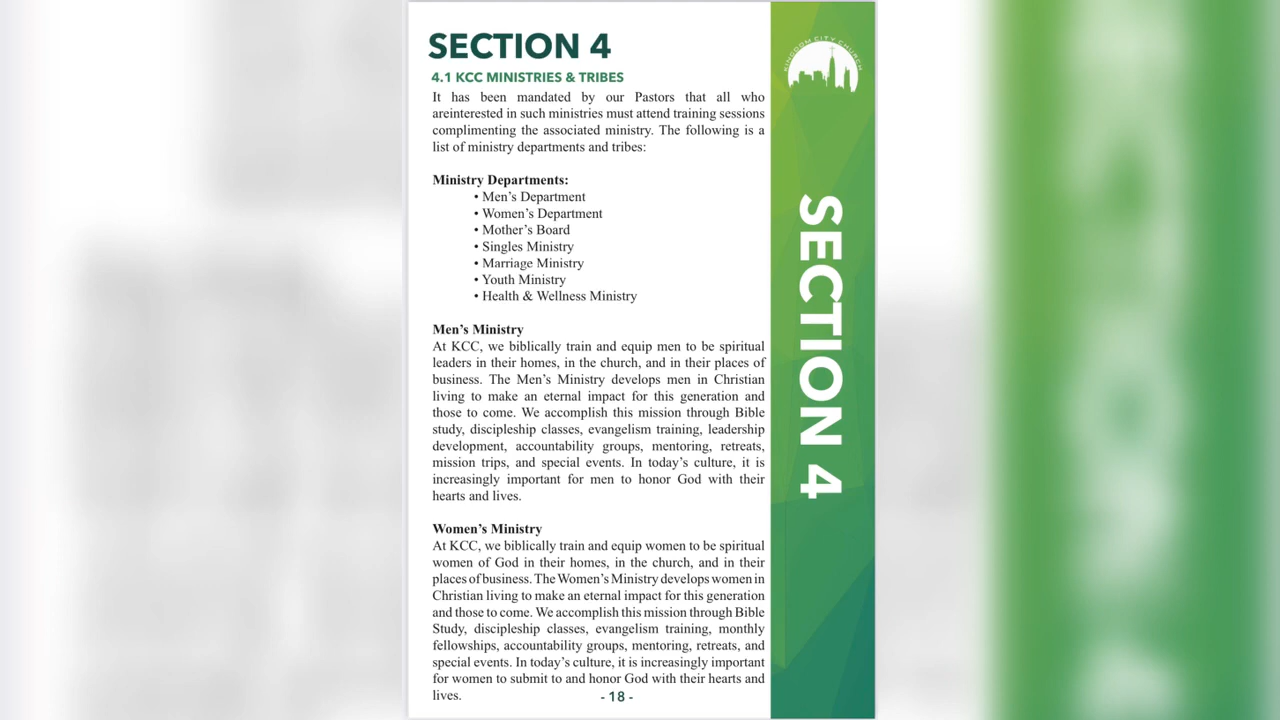 SECTION 4
4.1 KCC MINISTRIES & TRIBES
It has been mandated by our Pastors that all who
areinterested in such ministries must attend training sessions
complimenting the associated ministry. The following is a
list of ministry departments and tribes:
Ministry Departments:
• Men’s Department
• Women’s Department
• Mother’s Board
• Singles Ministry
• Marriage Ministry
• Youth Ministry
• Health & Wellness Ministry
Men’s Ministry
At KCC, we biblically train and equip men to be spiritual
leaders in their homes, in the church, and in their places of
business. The Men’s Ministry develops men in Christian
living to make an eternal impact for this generation and
those to come. We accomplish this mission through Bible
study, discipleship classes, evangelism training, leadership
development, accountability groups, mentoring, retreats,
mission trips, and special events. In today’s culture, it is
increasingly important for men to honor God with their
hearts and lives.
Women’s Ministry
At KCC, we biblically train and equip women to be spiritual
women of God in their homes, in the church, and in their
places of business. The Women’s Ministry develops women in
Christian living to make an eternal impact for this generation
and those to come. We accomplish this mission through Bible
Study, discipleship classes, evangelism training, monthly
fellowships, accountability groups, mentoring, retreats, and
special events. In today’s culture, it is increasingly important
for women to submit to and honor God with their hearts and
lives.
- 18 -
KINGDOM CITY CHURCH
SECTION 4